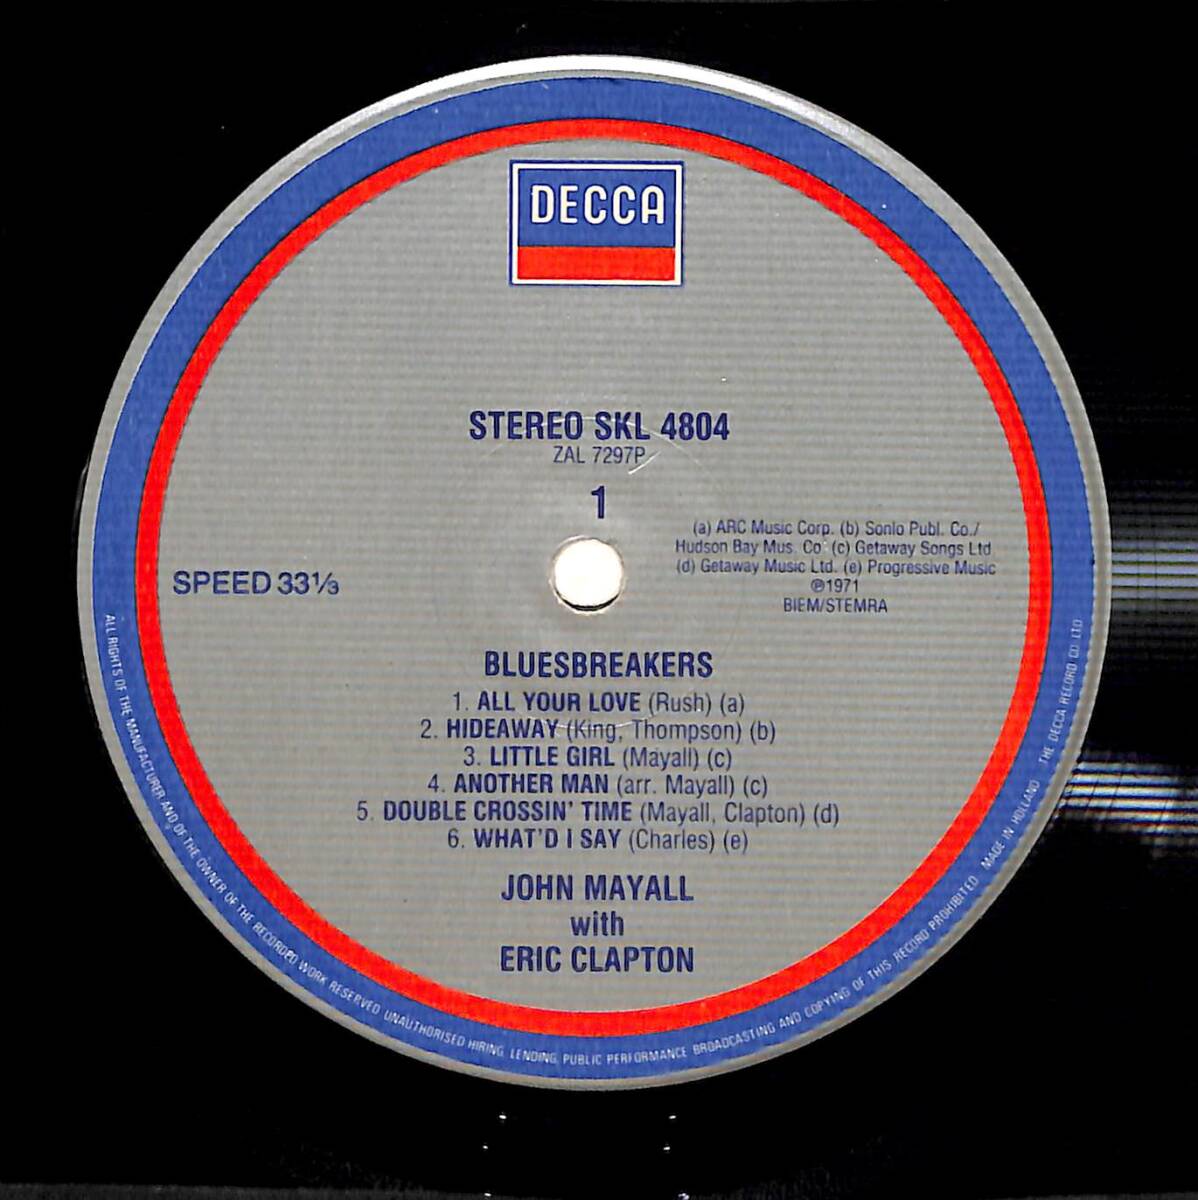 DECCA
STEREO SKL 4804
ZAL 7297P
1
(a) ARC Music Corp. (b) Sonlo Publ. Co./
Hudson Bay Mus. Co. (c) Getaway Songs Ltd.
(d) Getaway Music Ltd. (e) Progressive Music
℗1971
BIEM/STEMRA
SPEED 33⅓
BLUESBREAKERS
1. ALL YOUR LOVE (Rush) (a)
2. HIDEAWAY (King, Thompson) (b)
3. LITTLE GIRL (Mayall) (c)
4. ANOTHER MAN (arr. Mayall) (c)
5. DOUBLE CROSSIN' TIME (Mayall, Clapton) (d)
6. WHAT'D I SAY (Charles) (e)
JOHN MAYALL
with
ERIC CLAPTON
ALL RIGHTS OF THE MANUFACTURER AND OF THE OWNER OF THE RECORDED WORK RESERVED UNAUTHORISED HIRING, LENDING, PUBLIC PERFORMANCE BROADCASTING AND COPYING OF THIS RECORD PROHIBITED MADE IN HOLLAND THE DECCA RECORD CO LTD